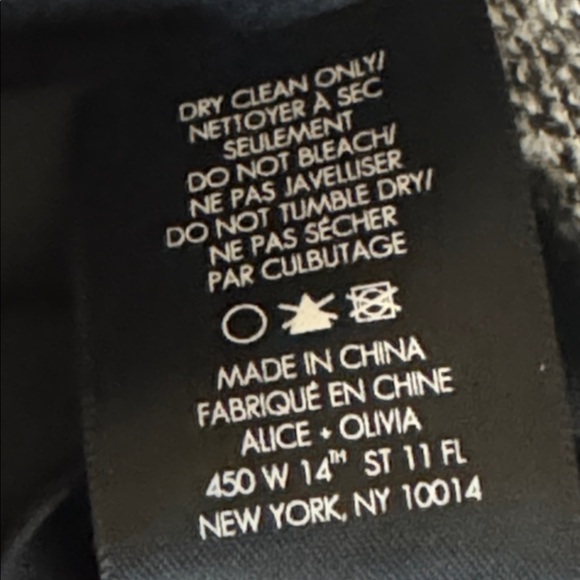 DRY CLEAN ONLY/
NETTOYER À SEC
SEULEMENT
DO NOT BLEACH/
NE PAS JAVELLISER
DO NOT TUMBLE DRY/
NE PAS SÉCHER
PAR CULBUTAGE
MADE IN CHINA
FABRIQUÉ EN CHINE
ALICE + OLIVIA
450 W 14TH ST 11 FL
NEW YORK, NY 10014